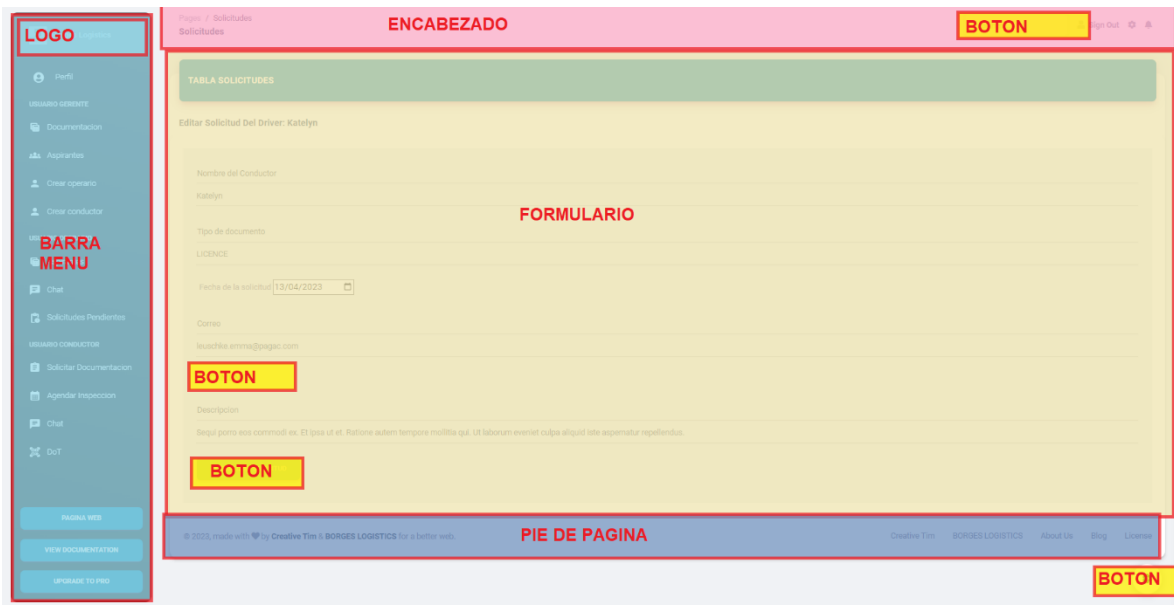 LOGO
Perfil
USUARIO GERENTE
Documentacion
Aspirantes
Crear operario
Crear conductor
BARRA
MENU
Chat
Solicitudes Pendientes
USUARIO CONDUCTOR
Solicitar Documentacion
Agendar Inspeccion
Chat
DoT
PAGINA WEB
VIEW DOCUMENTATION
UPGRADE TO PRO
Pages / Solicitudes
Solicitudes
ENCABEZADO
BOTON
Sign Out
TABLA SOLICITUDES
Editar Solicitud Del Driver: Katelyn
Nombre del Conductor
Katelyn
FORMULARIO
Tipo de documento
LICENCE
Fecha de la solicitud 13/04/2023
Correo
leuschke.emma@pagac.com
BOTON
Descripcion
Sequi porro eos commodi ex. Et ipsa ut et. Ratione autem tempore mollitia qui. Ut laborum eveniet culpa aliquid iste aspernatur repellendus.
BOTON
PIE DE PAGINA
© 2023, made with by Creative Tim & BORGES LOGISTICS for a better web.
Creative Tim BORGES LOGISTICS About Us Blog License
BOTON